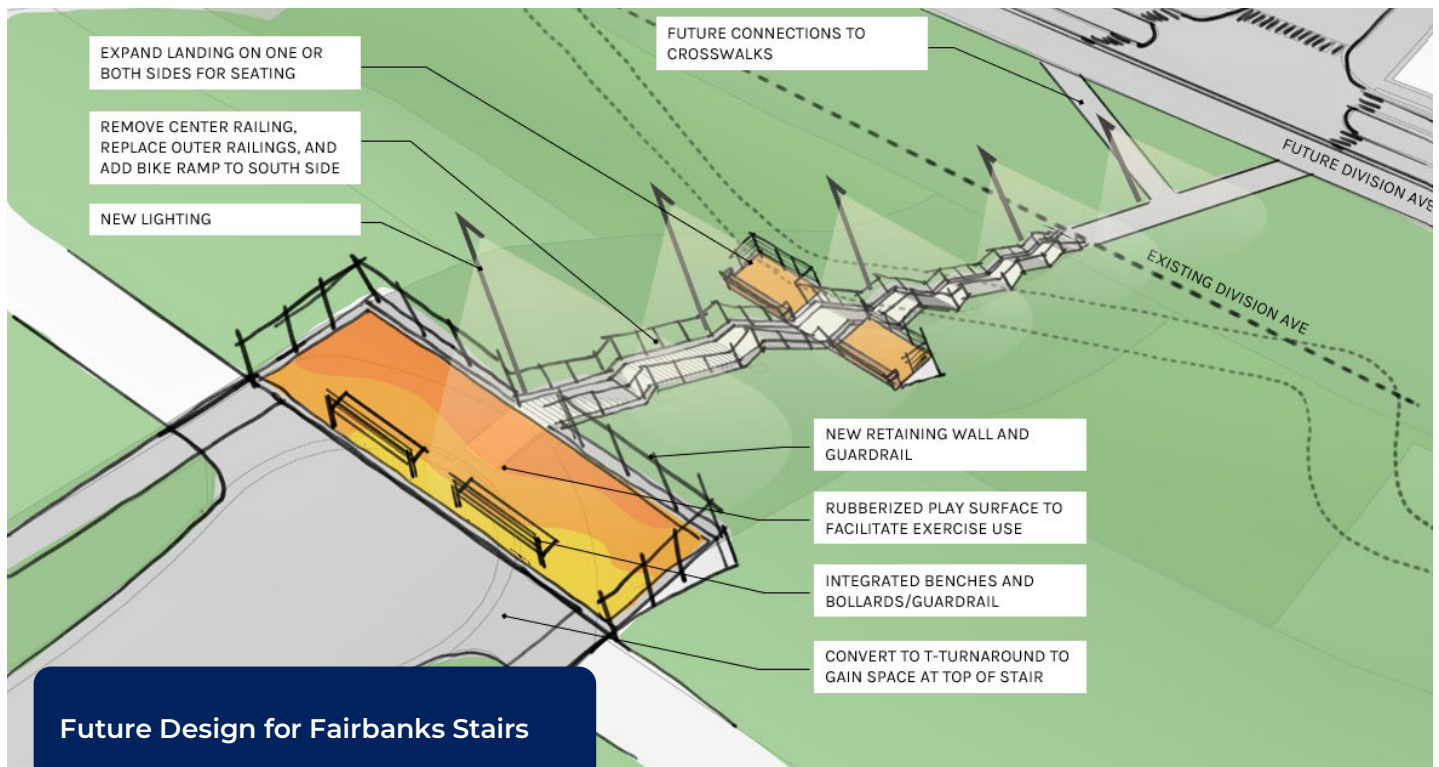 EXPAND LANDING ON ONE OR
BOTH SIDES FOR SEATING
REMOVE CENTER RAILING,
REPLACE OUTER RAILINGS, AND
ADD BIKE RAMP TO SOUTH SIDE
NEW LIGHTING
FUTURE CONNECTIONS TO
CROSSWALKS
FUTURE DIVISION AVE
EXISTING DIVISION AVE
NEW RETAINING WALL AND
GUARDRAIL
RUBBERIZED PLAY SURFACE TO
FACILITATE EXERCISE USE
INTEGRATED BENCHES AND
BOLLARDS/GUARDRAIL
CONVERT TO T-TURNAROUND TO
GAIN SPACE AT TOP OF STAIR
Future Design for Fairbanks Stairs